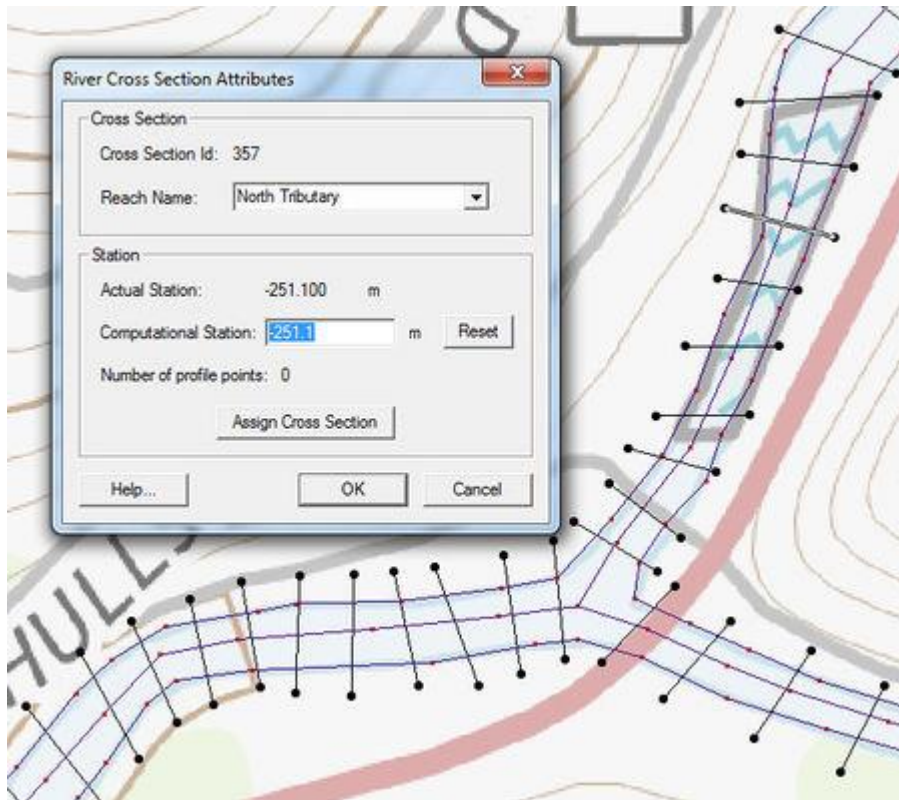 River Cross Section Attributes
Cross Section
Cross Section Id: 357
Reach Name: North Tributary
Station
Actual Station: -251.100 m
Computational Station: -251.1 m Reset
Number of profile points: 0
Assign Cross Section
Help... OK Cancel
HULLS